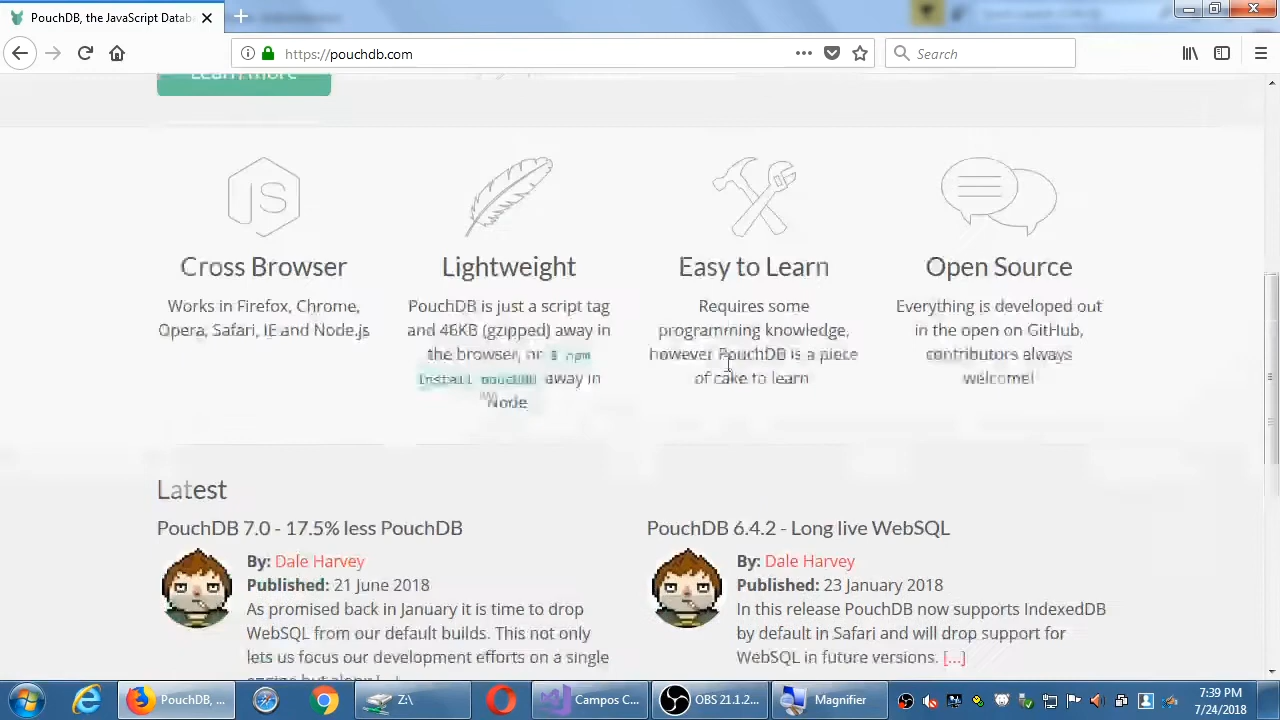 PouchDB, the JavaScript Datab
https://pouchdb.com
Search
Learn more
JS
Cross Browser
Works in Firefox, Chrome,
Opera, Safari, IE and Node.js
Lightweight
PouchDB is just a script tag
and 46KB (gzipped) away in
the browser, or $ npm
install pouchdb away in
Node
Easy to Learn
Requires some
programming knowledge,
however PouchDB is a piece
of cake to learn
Open Source
Everything is developed out
in the open on GitHub,
contributors always
welcome!
Latest
PouchDB 7.0 - 17.5% less PouchDB
By: Dale Harvey
Published: 21 June 2018
As promised back in January it is time to drop
WebSQL from our default builds. This not only
lets us focus our development efforts on a single
PouchDB 6.4.2 - Long live WebSQL
By: Dale Harvey
Published: 23 January 2018
In this release PouchDB now supports IndexedDB
by default in Safari and will drop support for
WebSQL in future versions. [...]
PouchDB, ...
Z:\
Campos C...
OBS 21.1.2...
Magnifier
7:39 PM
7/24/2018